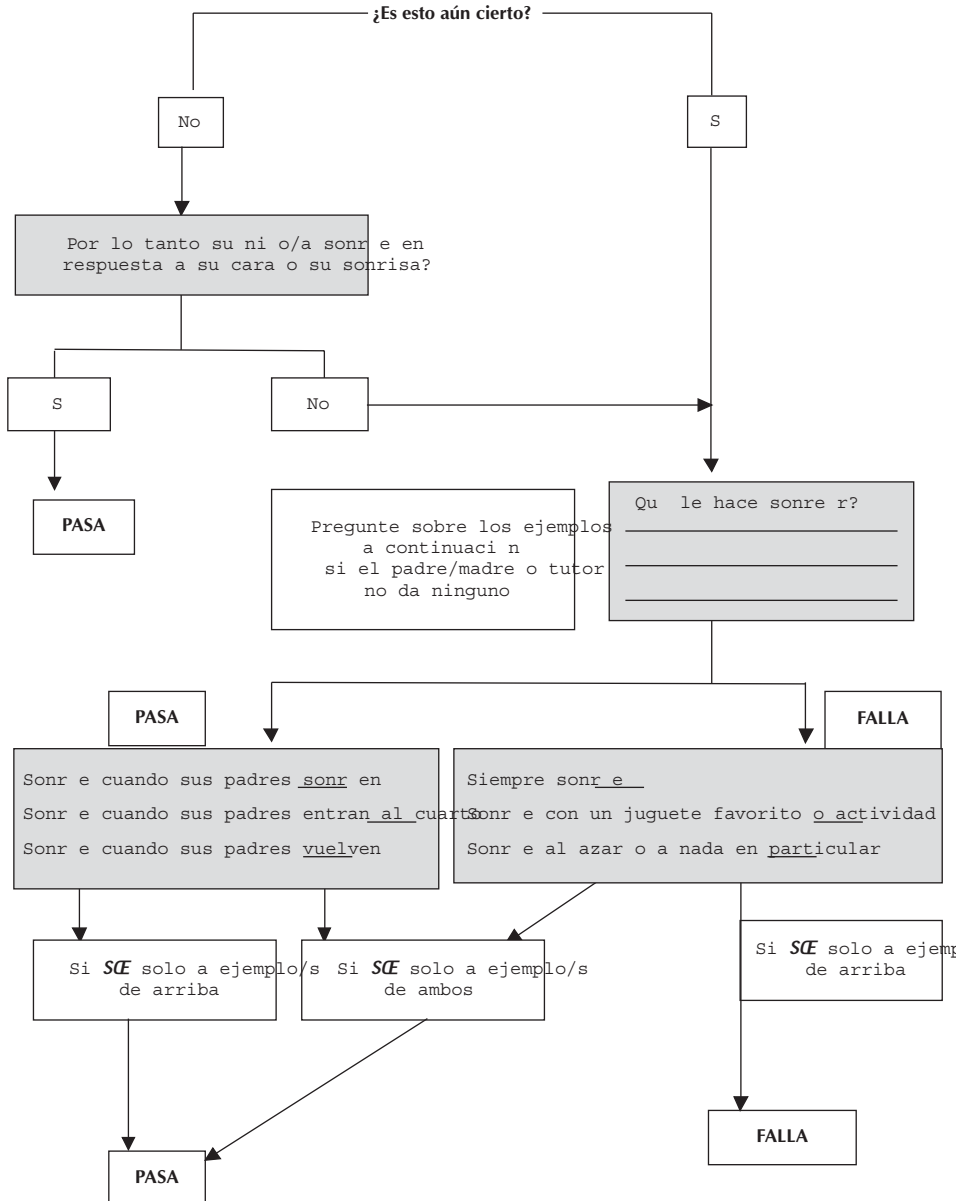 ¿Es esto aún cierto?
No
S
Por lo tanto su ni o/a sonr e en
respuesta a su cara o su sonrisa?
S
No
PASA
Pregunte sobre los ejemplos
a continuaci n
si el padre/madre o tutor
no da ninguno
Qu le hace sonre r?
PASA
FALLA
Sonr e cuando sus padres sonr en
Sonr e cuando sus padres entran al cuarto
Sonr e cuando sus padres vuelven
Siempre sonr e
Sonr e con un juguete favorito o actividad
Sonr e al azar o a nada en particular
Si SŒ solo a ejemplo/s
de arriba
Si SŒ solo a ejemplo/s
de ambos
Si SŒ solo a ejemp
de arriba
FALLA
PASA